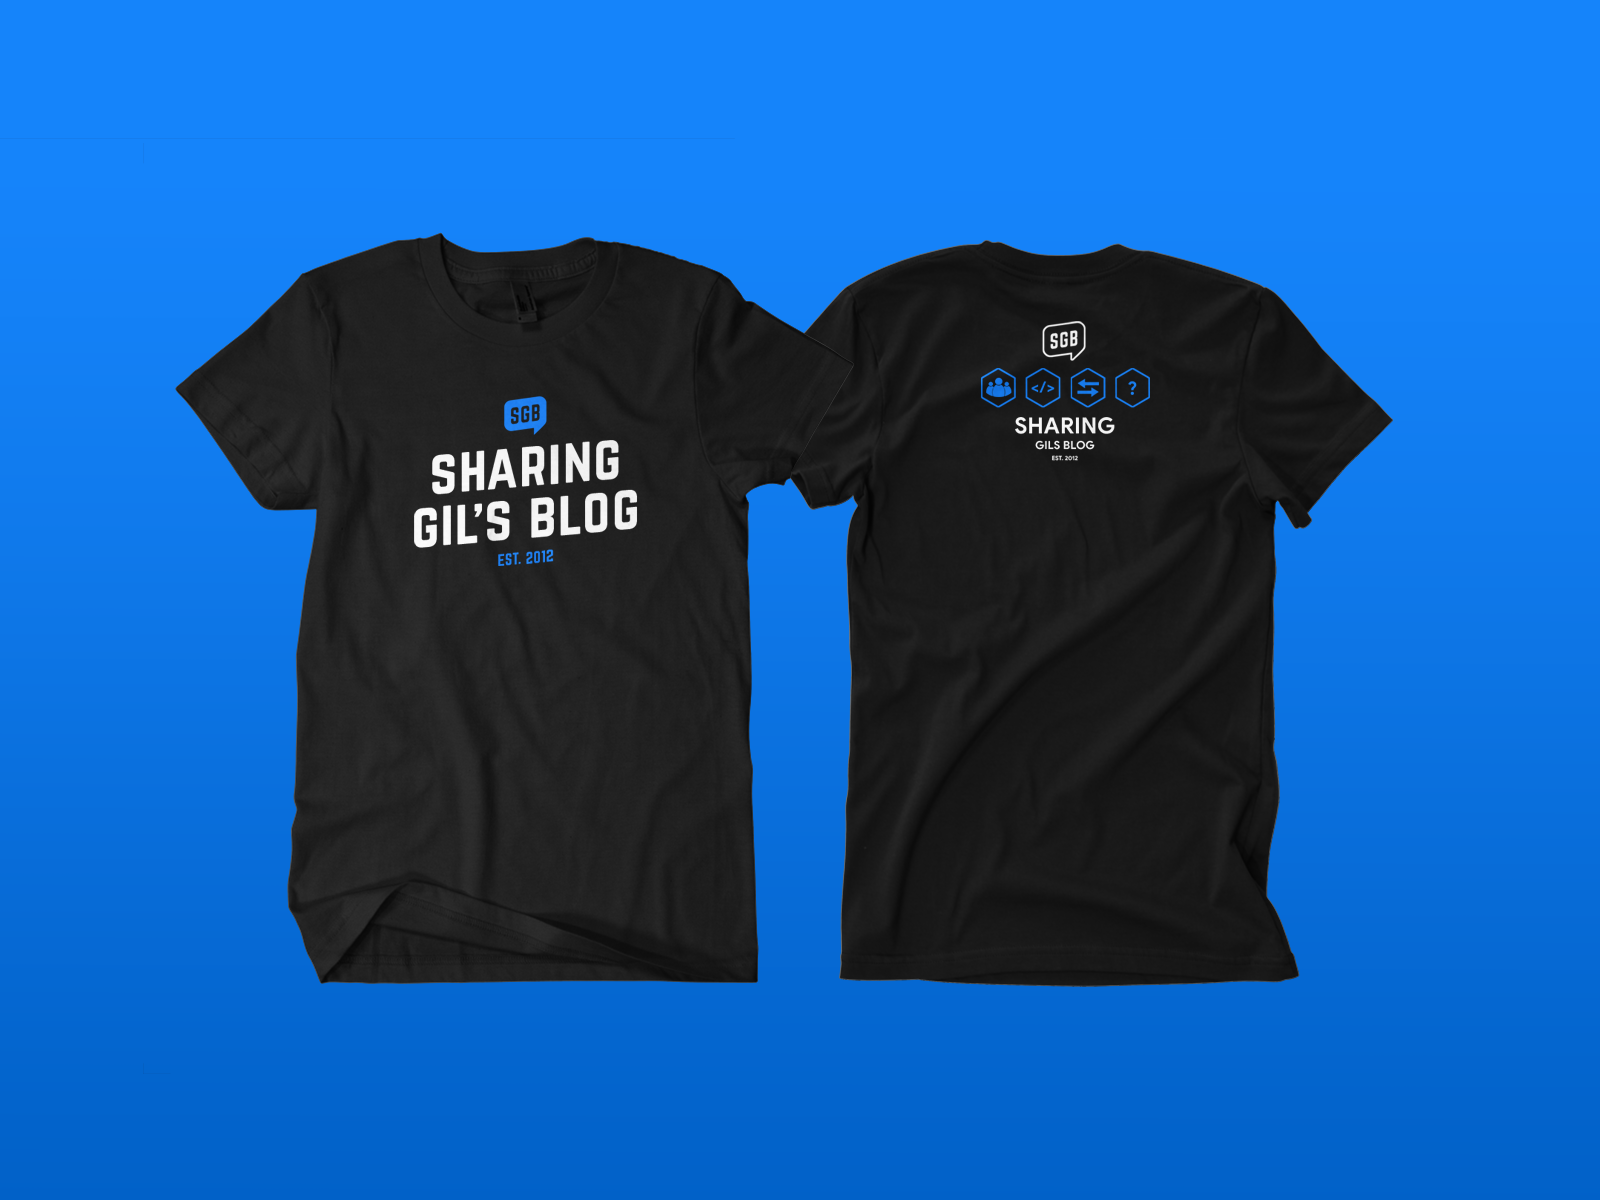 SGB
SHARING
GIL'S BLOG
EST. 2012
SGB
</>
?
SHARING
GILS BLOG
EST. 2012